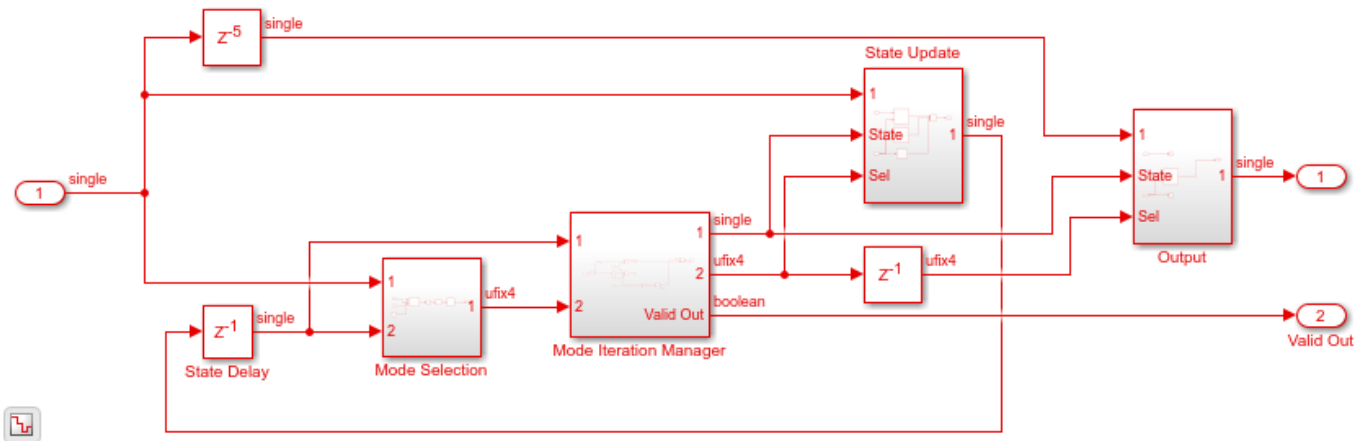 z-5
single
State Update
1
State
Sel
1
single
1
State
Sel
1
single
1
Output
1
single
1
2
Valid Out
single
ufix4
boolean
Mode Iteration Manager
1
2
z-1
ufix4
2
Valid Out
1
2
1
ufix4
Mode Selection
z-1
single
State Delay